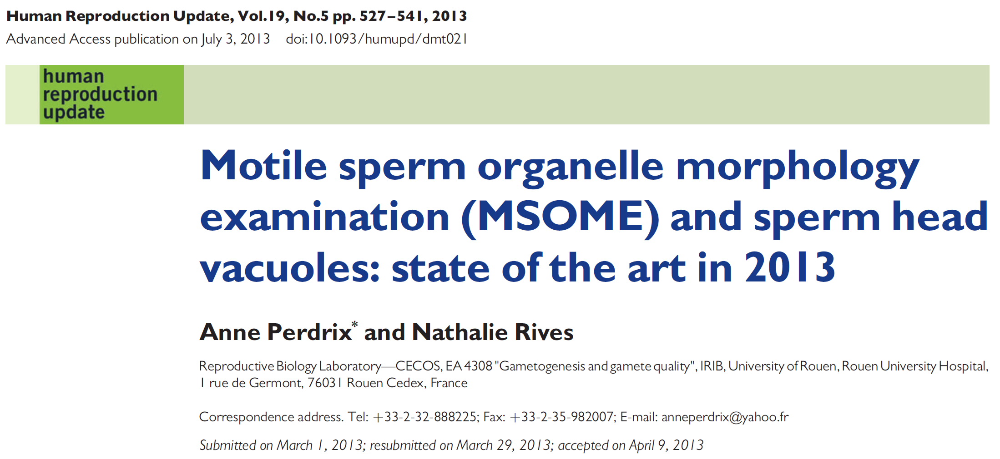 Human Reproduction Update, Vol.19, No.5 pp. 527–541, 2013
Advanced Access publication on July 3, 2013 doi:10.1093/humupd/dmt021
human
reproduction
update
Motile sperm organelle morphology
examination (MSOME) and sperm head
vacuoles: state of the art in 2013
Anne Perdrix* and Nathalie Rives
Reproductive Biology Laboratory—CECOS, EA 4308 "Gametogenesis and gamete quality", IRIB, University of Rouen, Rouen University Hospital,
1 rue de Germont, 76031 Rouen Cedex, France
Correspondence address. Tel: +33-2-32-888225; Fax: +33-2-35-982007; E-mail: anneperdrix@yahoo.fr
Submitted on March 1, 2013; resubmitted on March 29, 2013; accepted on April 9, 2013